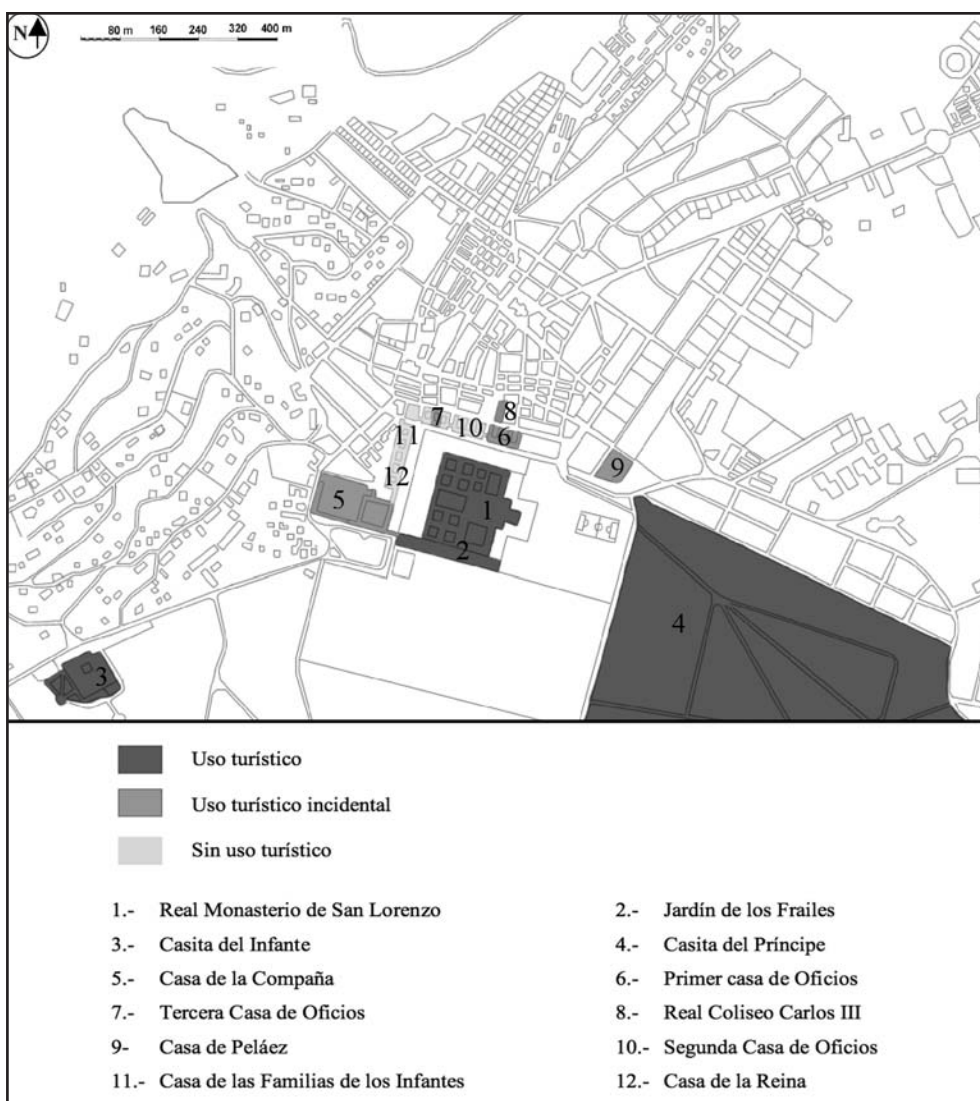 N
80 m 160 240 320 400 m
8
7
10
6
11
9
12
5
1
2
4
3
Uso turístico
Uso turístico incidental
Sin uso turístico
1.- Real Monasterio de San Lorenzo
2.- Jardín de los Frailes
3.- Casita del Infante
4.- Casita del Príncipe
5.- Casa de la Compaña
6.- Primer casa de Oficios
7.- Tercera Casa de Oficios
8.- Real Coliseo Carlos III
9- Casa de Peláez
10.- Segunda Casa de Oficios
11.- Casa de las Familias de los Infantes
12.- Casa de la Reina